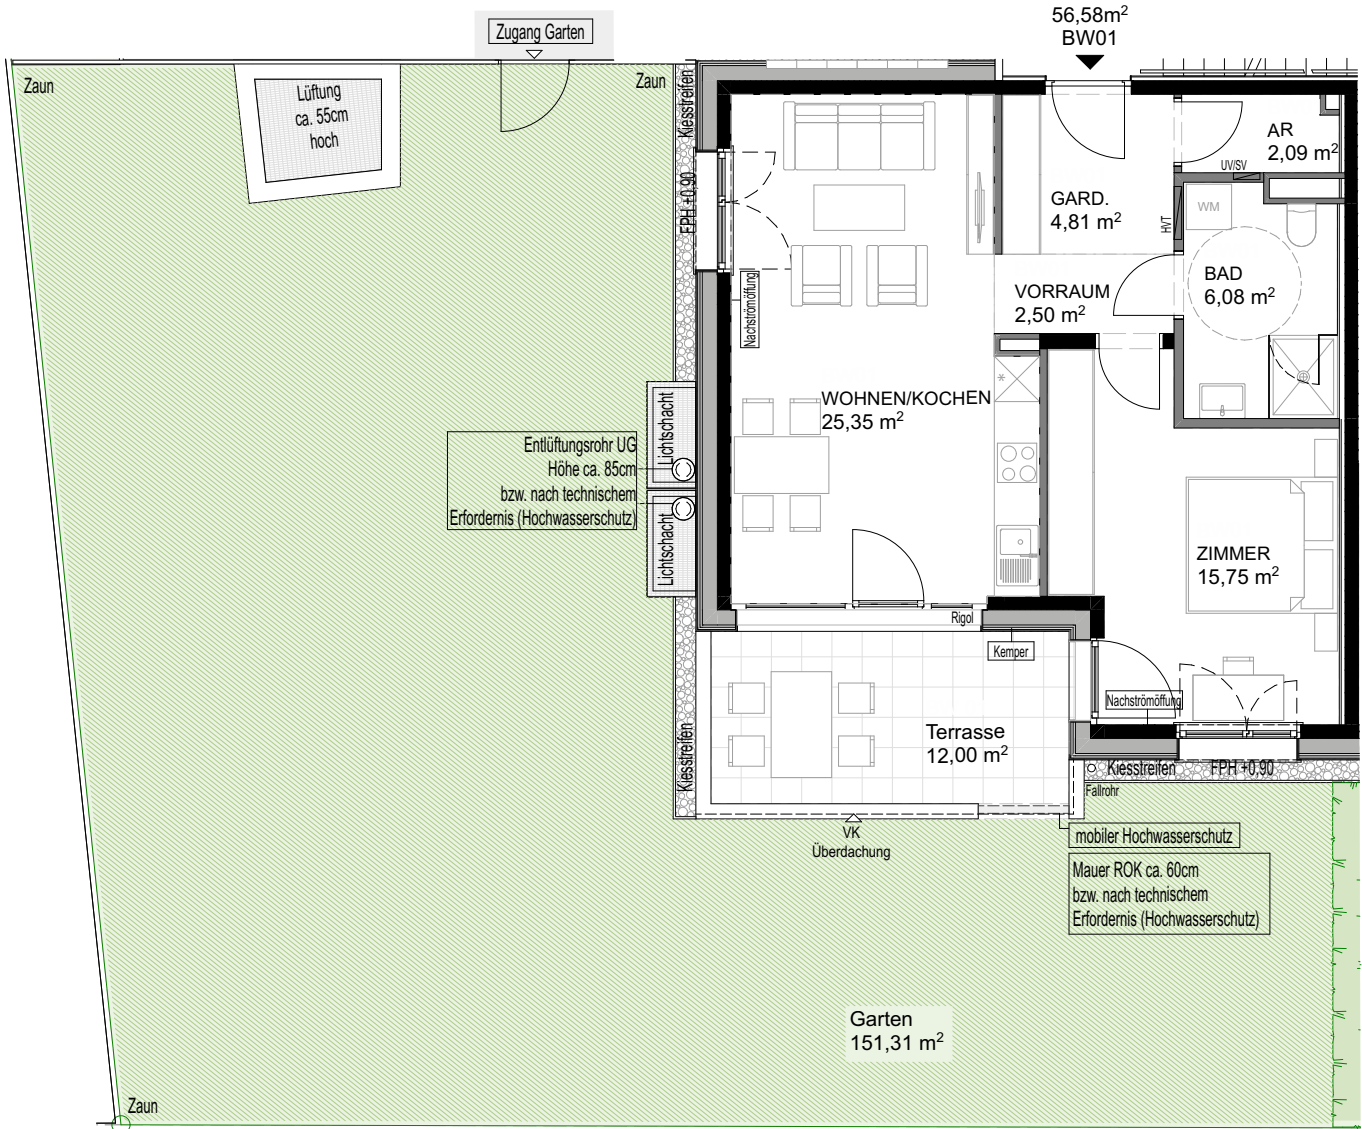 56,58m²
BW01
Zugang Garten
Zaun
Lüftung
ca. 55cm
hoch
Zaun
Kiesstreifen
FPH +0,90
Nachströmöffung
AR
2,09 m²
UV/SV
GARD.
4,81 m²
HVT
WM
BAD
6,08 m²
VORRAUM
2,50 m²
WOHNEN/KOCHEN
25,35 m²
*
Lichtschacht
Lichtschacht
Entlüftungsrohr UG
Höhe ca. 85cm
bzw. nach technischem
Erfordernis (Hochwasserschutz)
ZIMMER
15,75 m²
Rigol
Kemper
Nachströmöffung
Kiesstreifen
Terrasse
12,00 m²
Kiesstreifen
FPH +0,90
Fallrohr
VK
Überdachung
mobiler Hochwasserschutz
Mauer ROK ca. 60cm
bzw. nach technischem
Erfordernis (Hochwasserschutz)
Garten
151,31 m²
Zaun